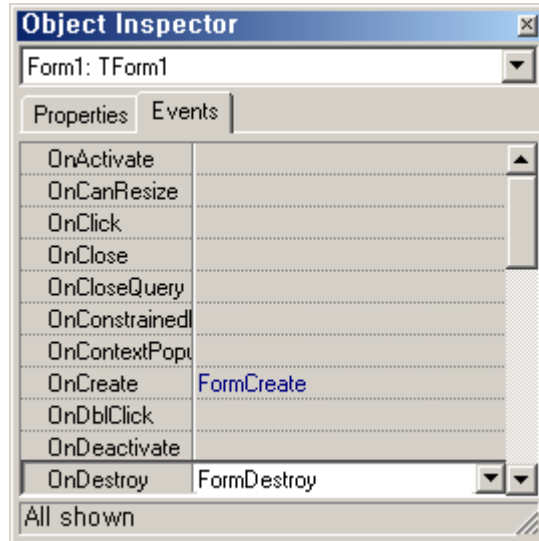 Object Inspector
Form1: TForm1
Properties Events
OnActivate
OnCanResize
OnClick
OnClose
OnCloseQuery
OnConstrainedI
OnContextPopu
OnCreate FormCreate
OnDblClick
OnDeactivate
OnDestroy FormDestroy
All shown